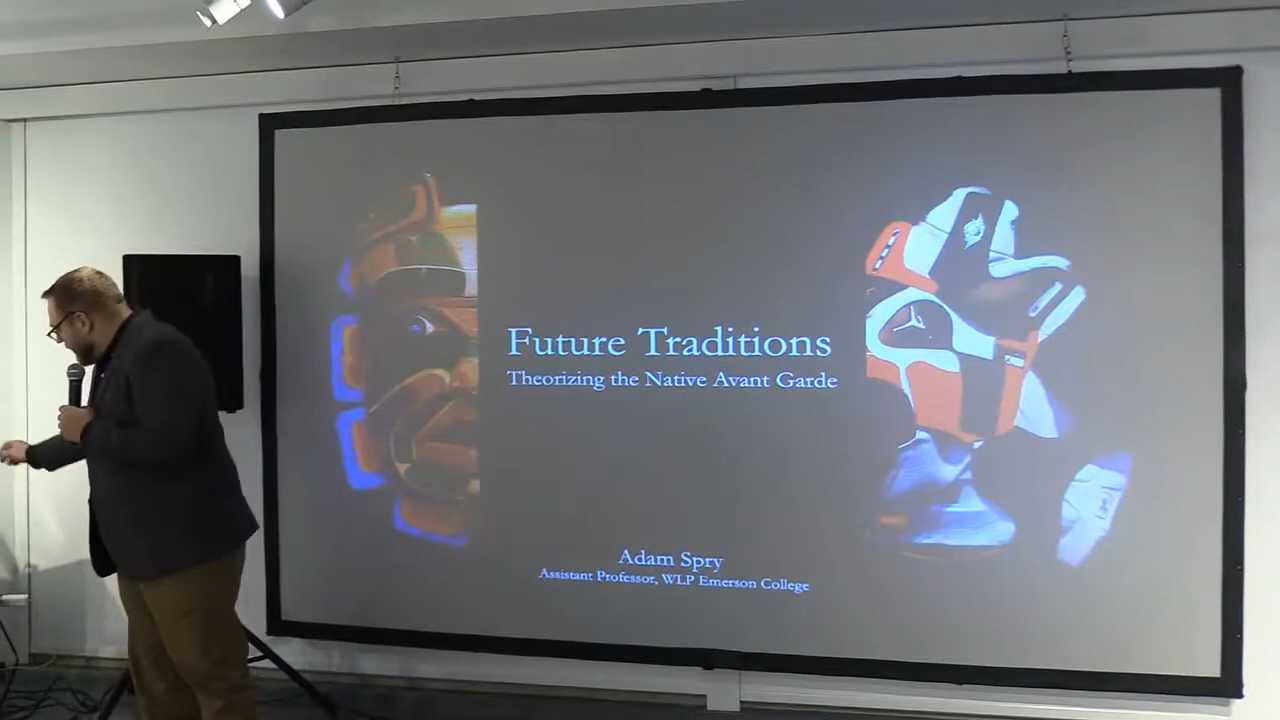 Future Traditions
Theorizing the Native Avant Garde
Adam Spry
Assistant Professor, WLP Emerson College